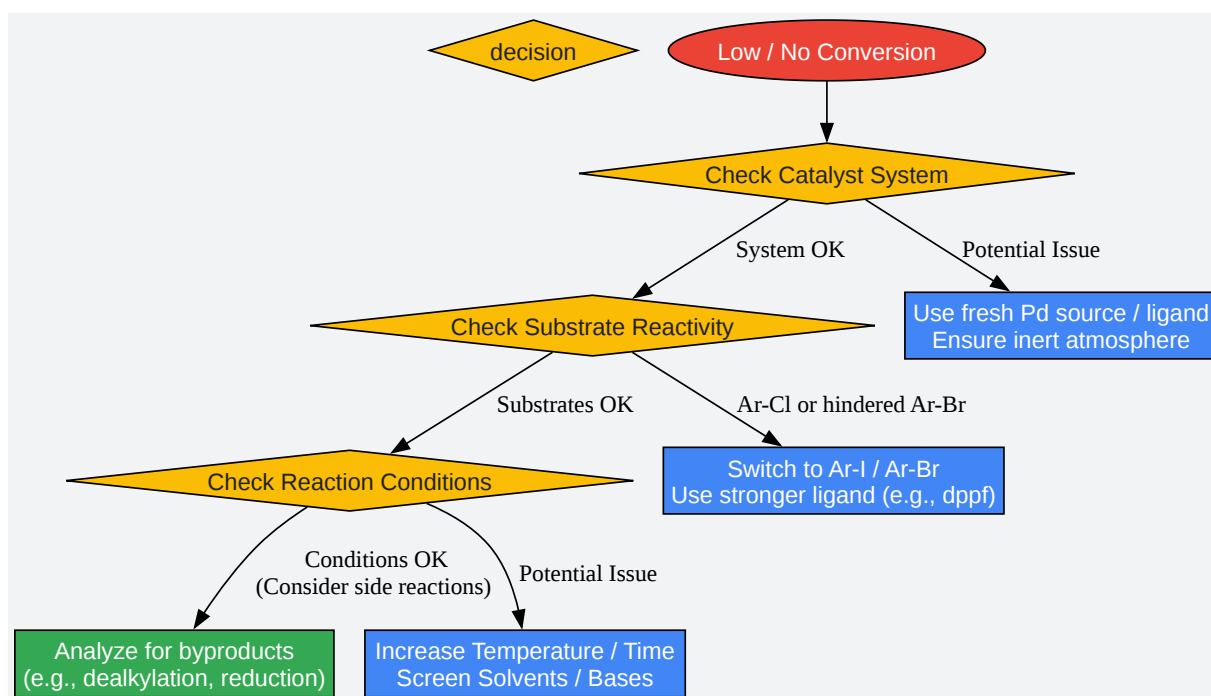 decision
Low / No Conversion
Check Catalyst System
System OK
Potential Issue
Use fresh Pd source / ligand
Ensure inert atmosphere
Check Substrate Reactivity
Substrates OK
Ar-Cl or hindered Ar-Br
Switch to Ar-I / Ar-Br
Use stronger ligand (e.g., dppf)
Check Reaction Conditions
Conditions OK
(Consider side reactions)
Potential Issue
Analyze for byproducts
(e.g., dealkylation, reduction)
Increase Temperature / Time
Screen Solvents / Bases